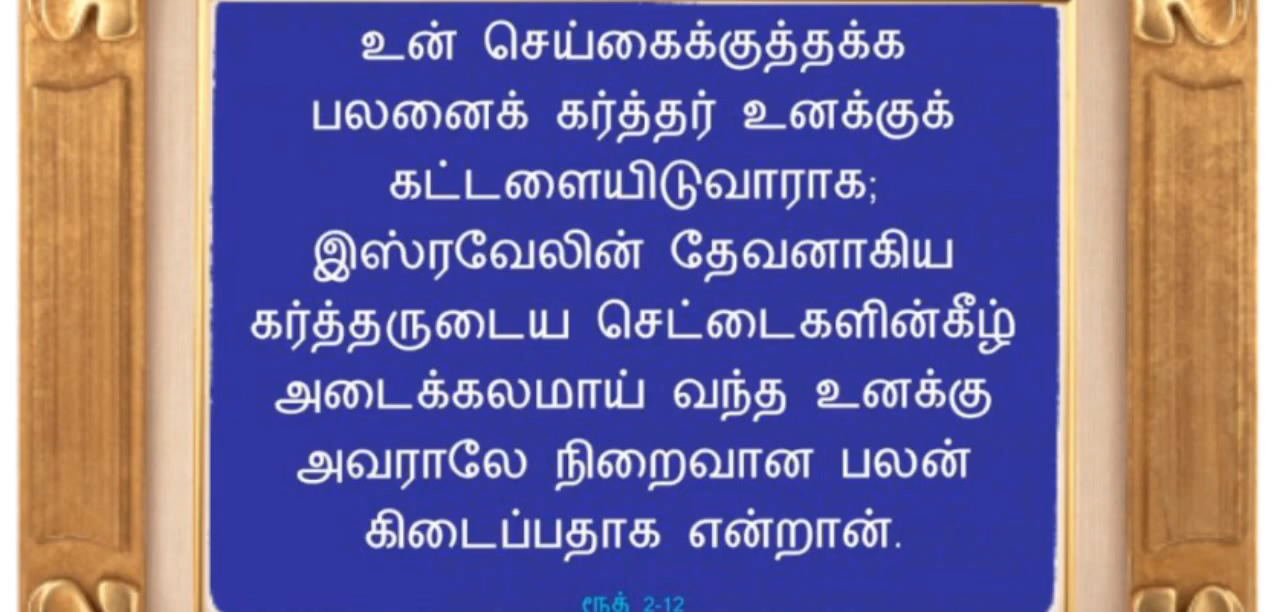 உன் செய்கைக்குத்தக்க
பலனைக் கர்த்தர் உனக்குக்
கட்டளையிடுவாராக;
இஸ்ரவேலின் தேவனாகிய
கர்த்தருடைய செட்டைகளின்கீழ்
அடைக்கலமாய் வந்த உனக்கு
அவராலே நிறைவான பலன்
கிடைப்பதாக என்றான்.
ரூத் 2-12